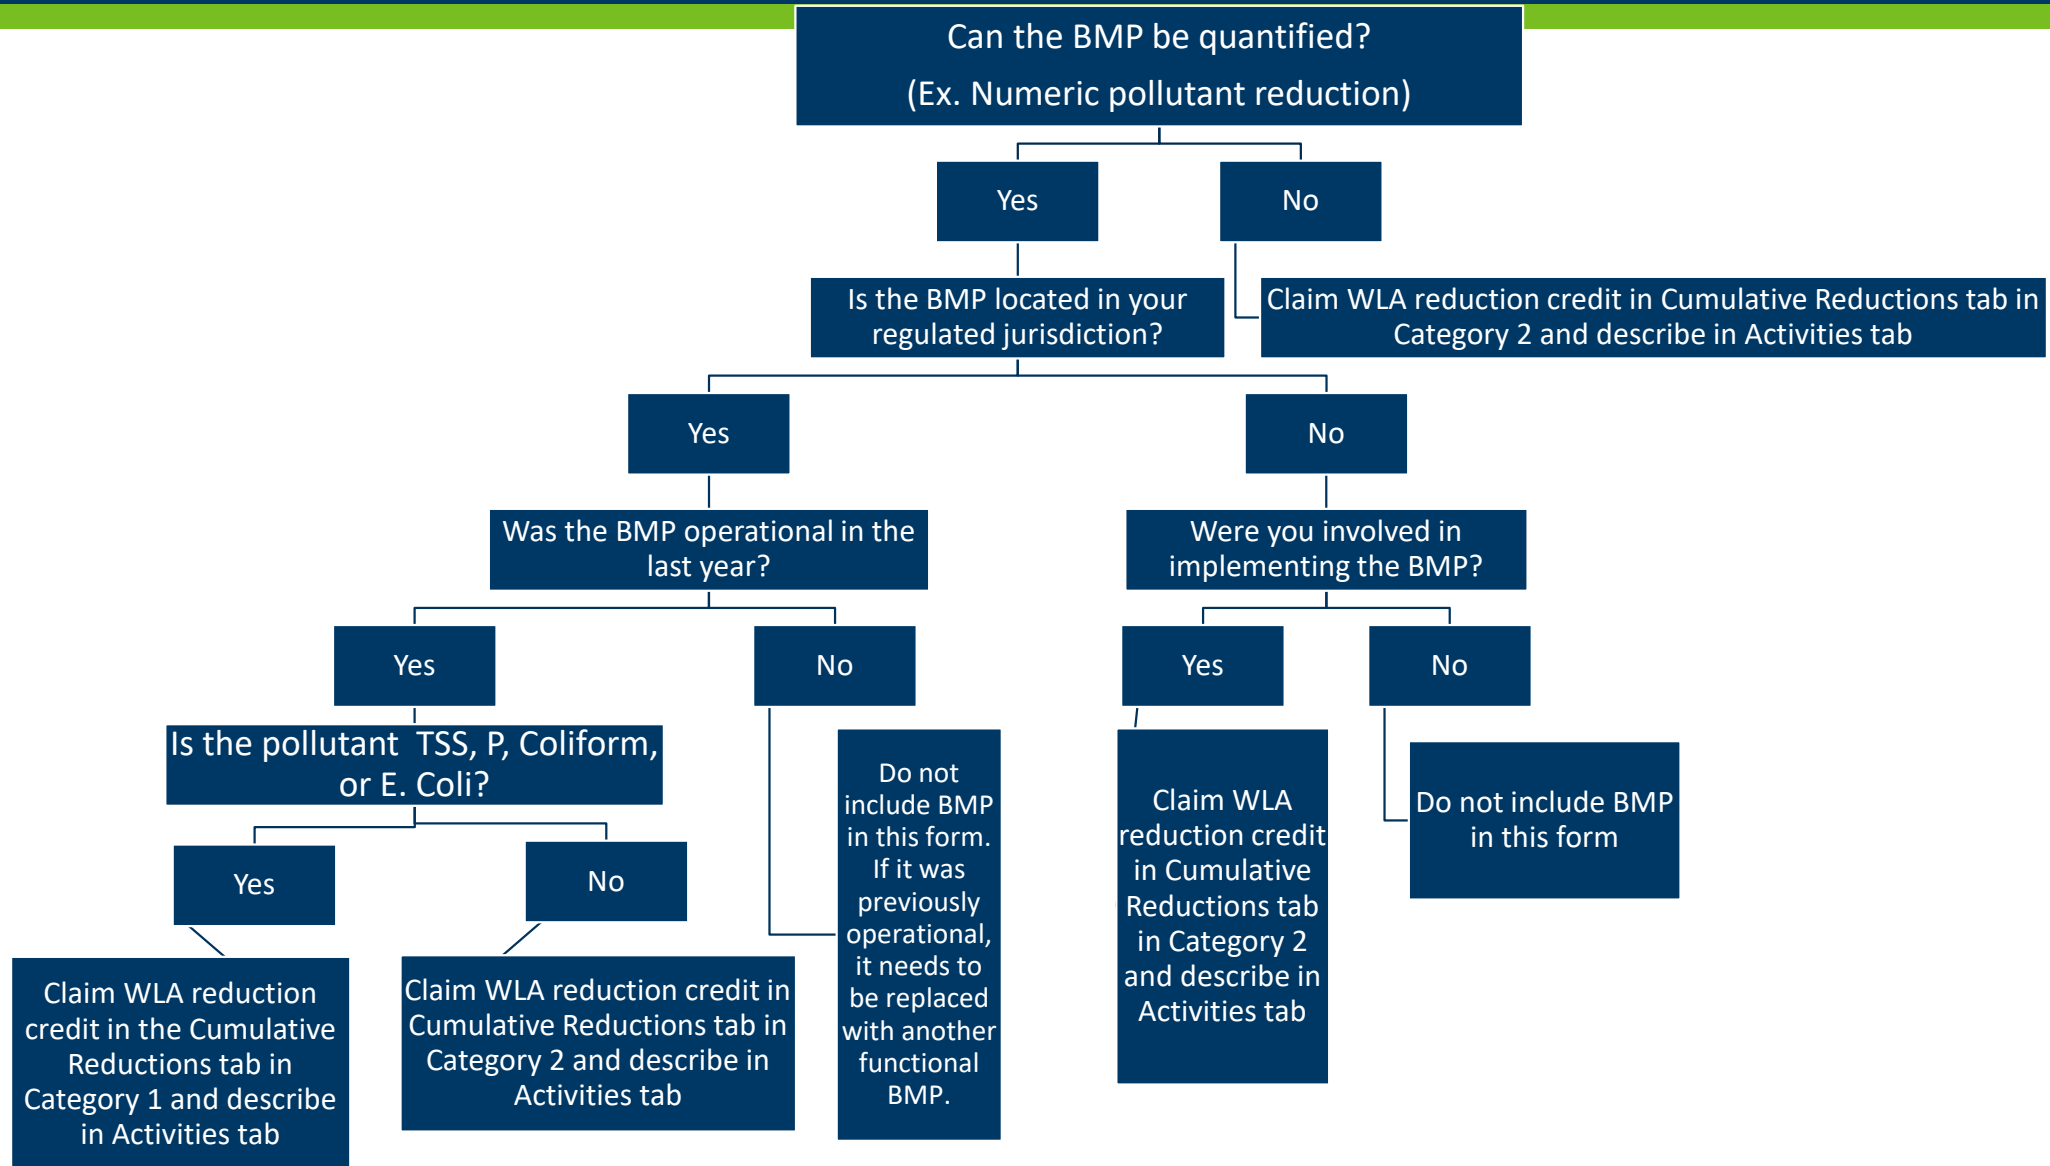 Can the BMP be quantified?
(Ex. Numeric pollutant reduction)
Yes
No
Is the BMP located in your
regulated jurisdiction?
Claim WLA reduction credit in Cumulative Reductions tab in
Category 2 and describe in Activities tab
Yes
No
Was the BMP operational in the
last year?
Were you involved in
implementing the BMP?
Yes
No
Yes
No
Is the pollutant TSS, P, Coliform,
or E. Coli?
Do not
include BMP
in this form.
If it was
previously
operational,
it needs to
be replaced
with another
functional
BMP.
Claim WLA
reduction credit
in Cumulative
Reductions tab
in Category 2
and describe in
Activities tab
Do not include BMP
in this form
Yes
No
Claim WLA reduction
credit in the Cumulative
Reductions tab in
Category 1 and describe
in Activities tab
Claim WLA reduction credit in
Cumulative Reductions tab in
Category 2 and describe in
Activities tab